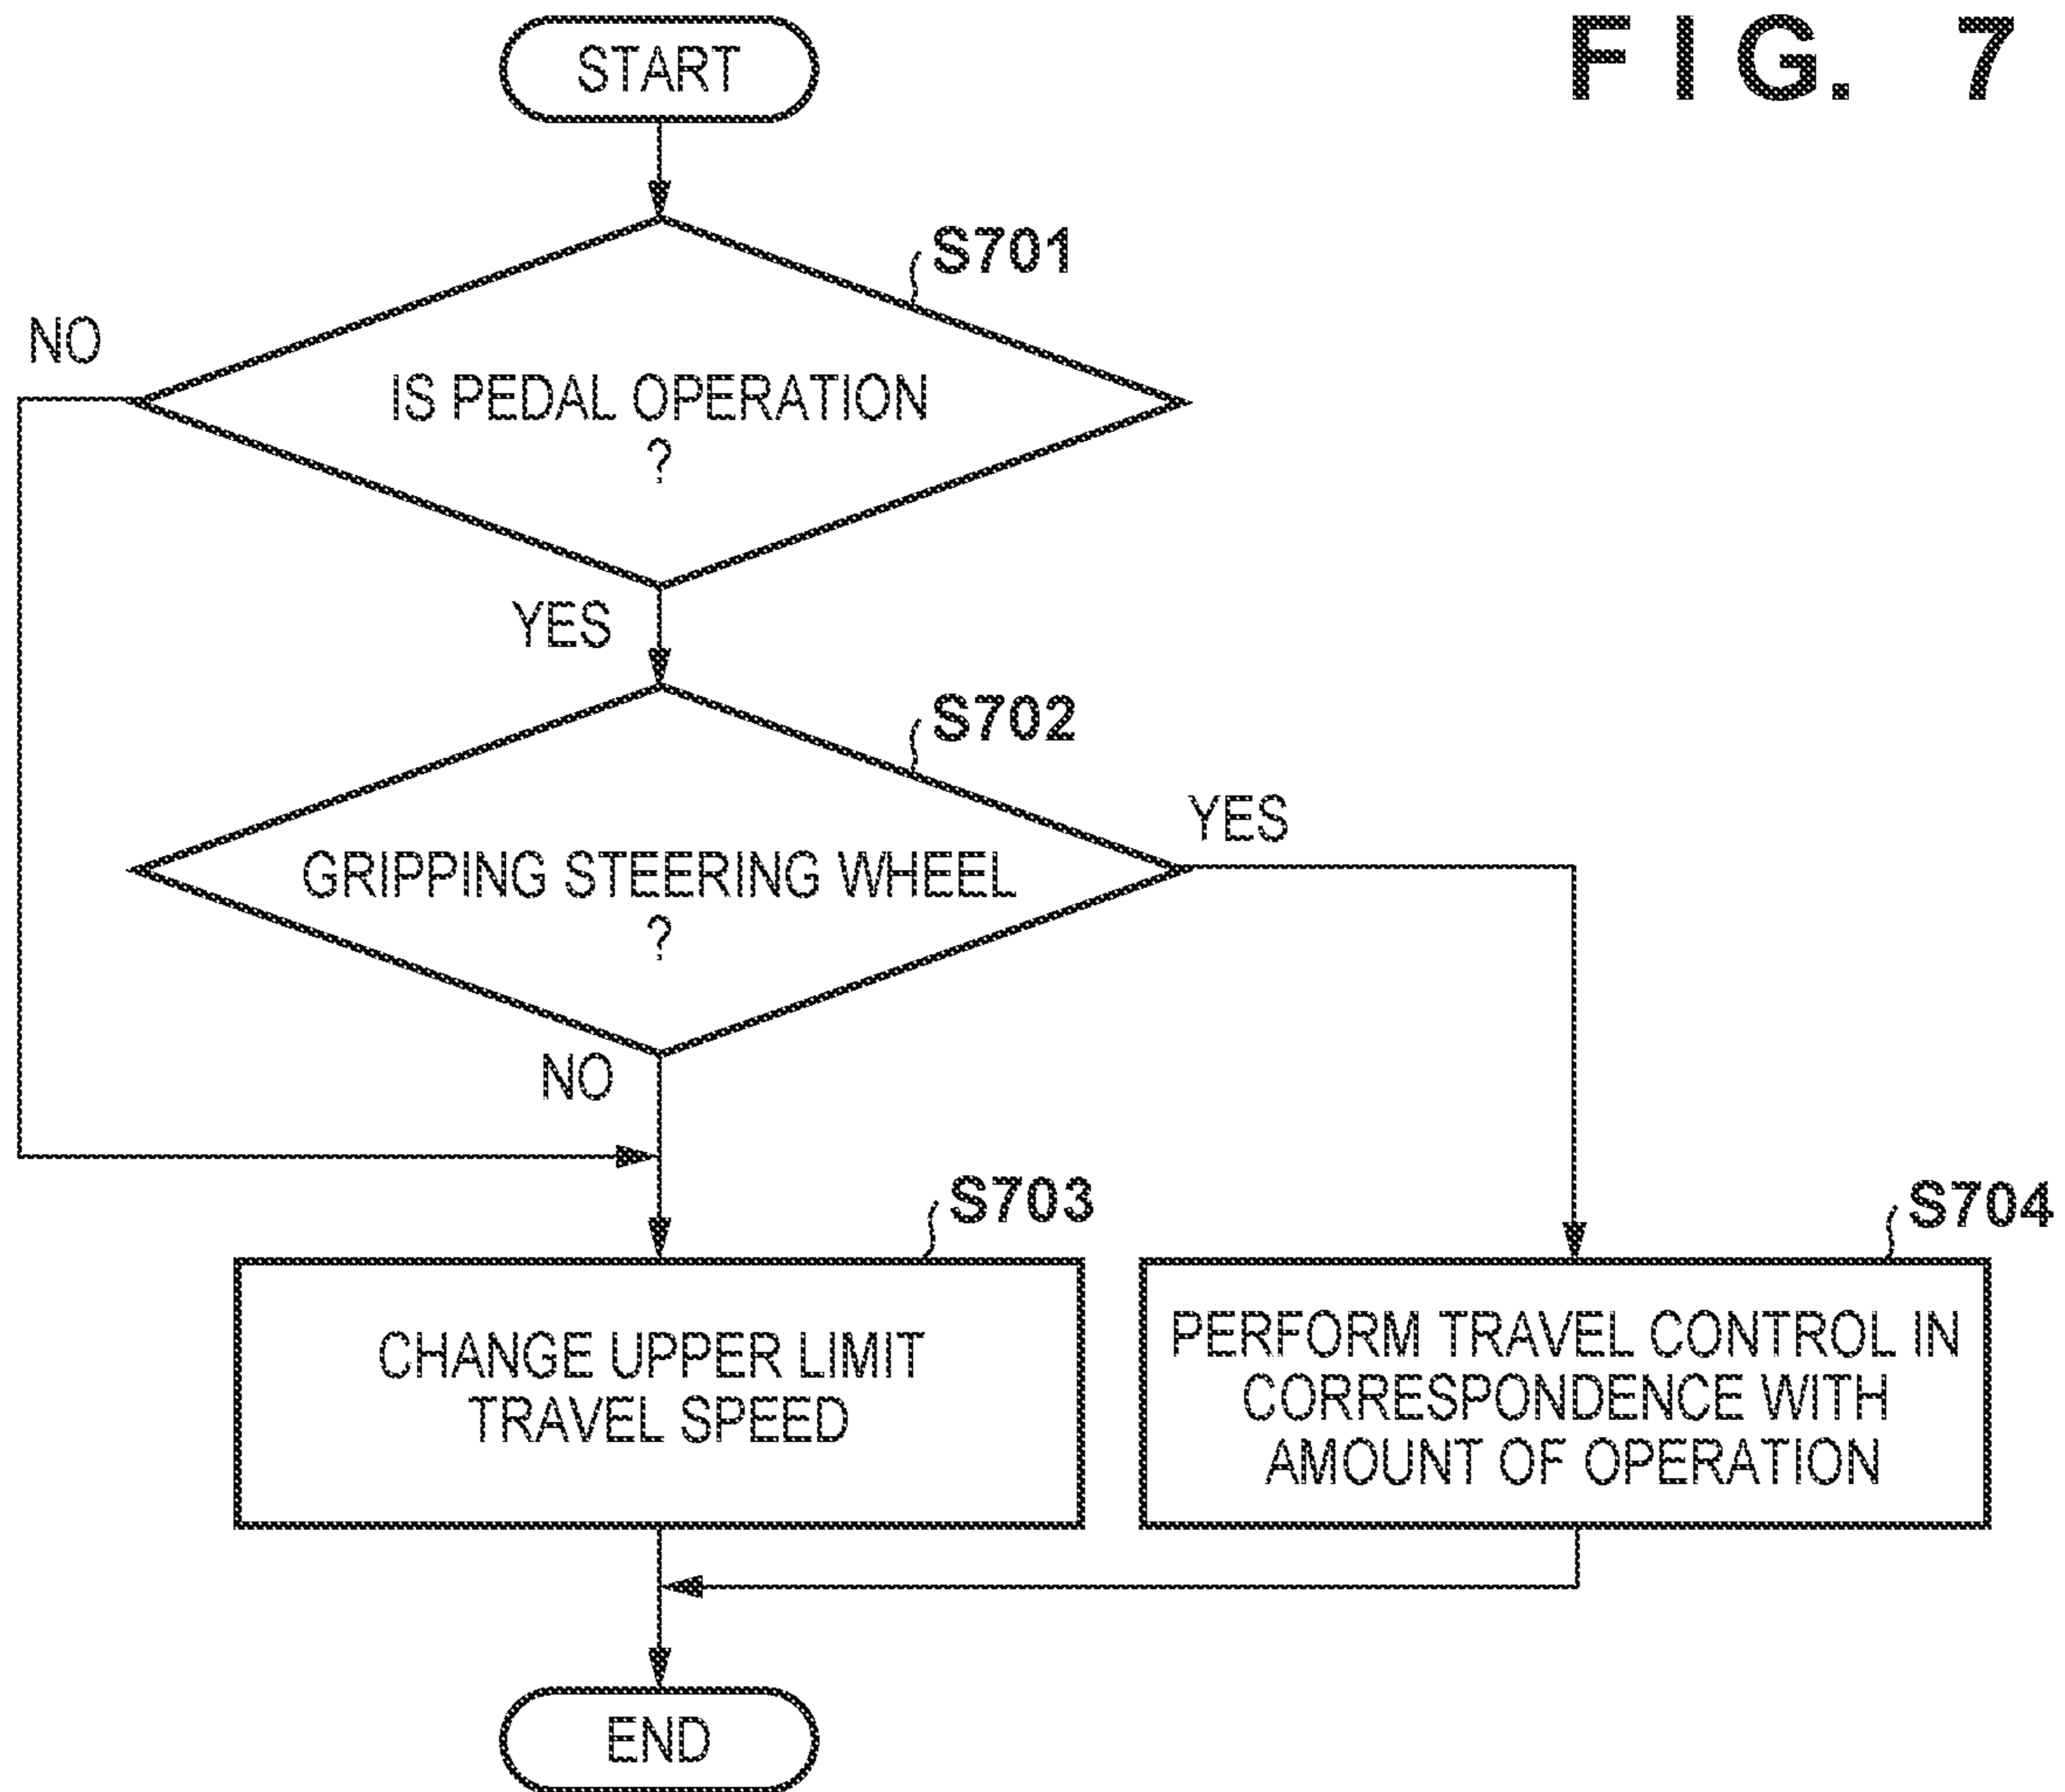 FIG. 7
START
S701
NO
IS PEDAL OPERATION
?
YES
S702
YES
GRIPPING STEERING WHEEL
?
NO
S703
S704
CHANGE UPPER LIMIT
TRAVEL SPEED
PERFORM TRAVEL CONTROL IN
CORRESPONDENCE WITH
AMOUNT OF OPERATION
END